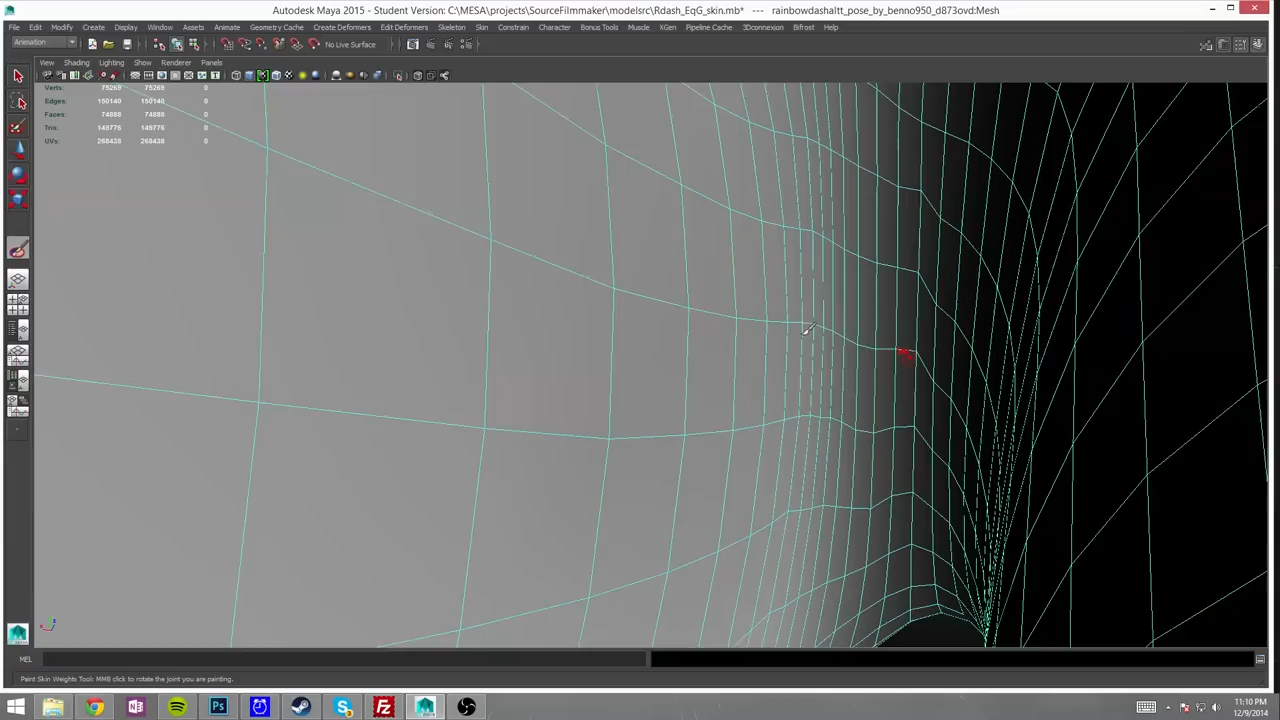 Autodesk Maya 2015 - Student Version: C:\MESA\projects\SourceFilmmaker\modelsrc\Rdash_EqG_skin.mb*   ---   rainbowdashaltt_pose_by_benno950_d873ovd:Mesh
File Edit Modify Create Display Window Assets Animate Geometry Cache Create Deformers Edit Deformers Skeleton Skin Constrain Character Bonus Tools Muscle XGen Pipeline Cache 3Dconnexion Bifrost Help
Animation No Live Surface
View Shading Lighting Show Renderer Panels
Verts: 75269 75269 0
Edges: 150140 150140 0
Faces: 74888 74880 0
Tris: 149776 149776 0
UVs: 268438 268438 0
MEL
Paint Skin Weights Tool: MMB click to rotate the joint you are painting.
11:10 PM
12/9/2014